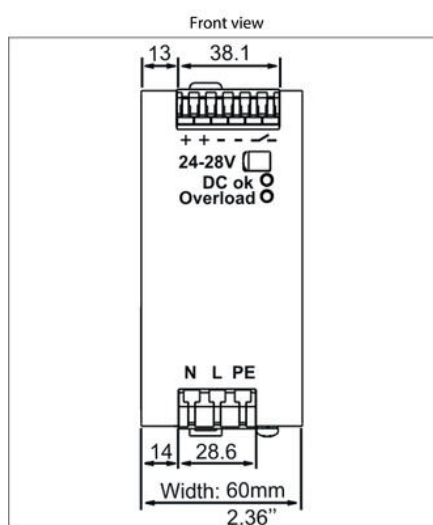 Front view
13 38.1
+ + - -
24-28V
DC ok
Overload
N L PE
14 28.6
Width: 60mm
2.36”